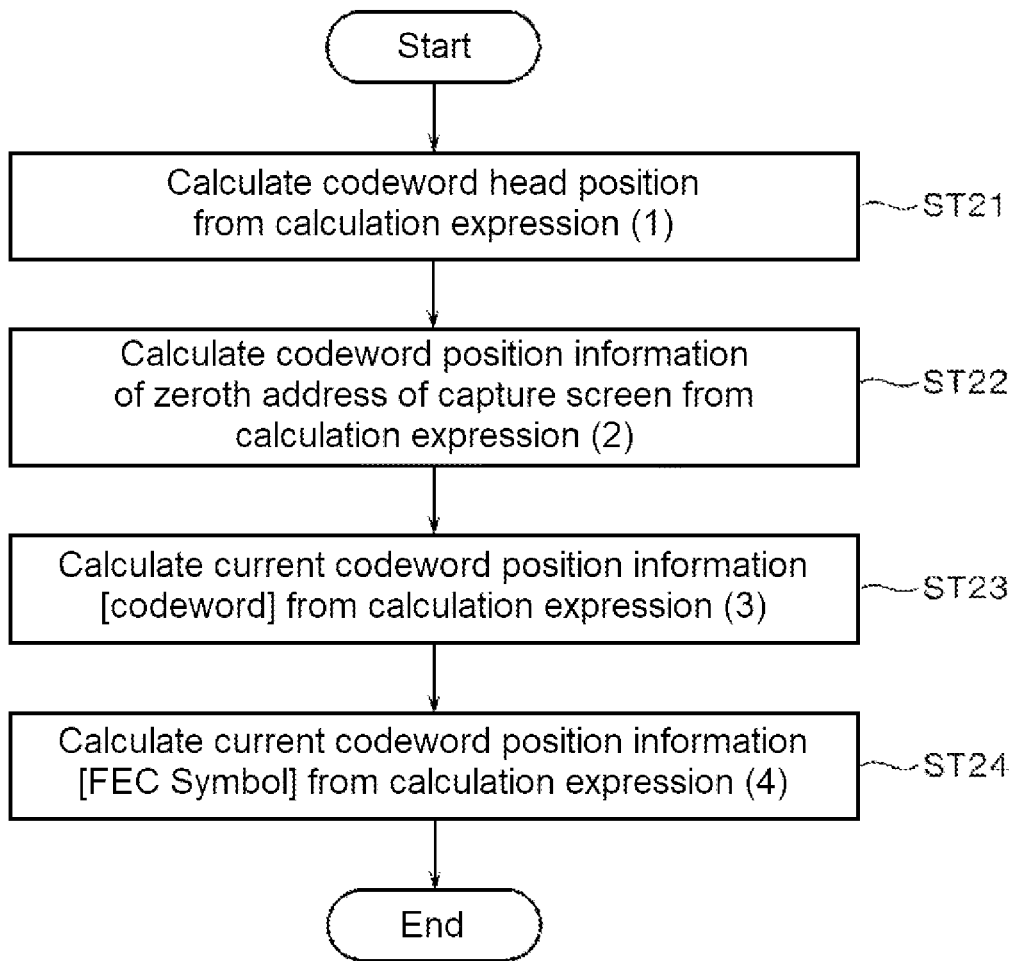 Start
Calculate codeword head position
from calculation expression (1)
ST21
Calculate codeword position information
of zeroth address of capture screen from
calculation expression (2)
ST22
Calculate current codeword position information
[codeword] from calculation expression (3)
ST23
Calculate current codeword position information
[FEC Symbol] from calculation expression (4)
ST24
End